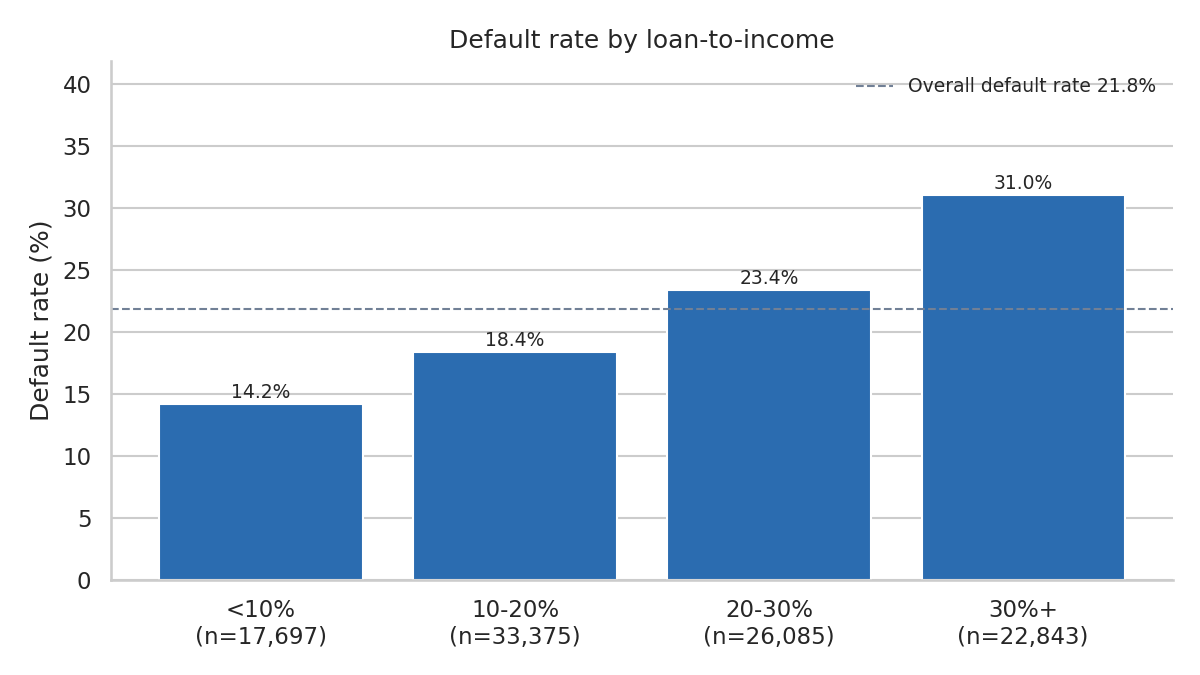 Default rate by loan-to-income
Overall default rate 21.8%
Default rate (%)
40
35
30
25
20
15
10
5
0
14.2%
18.4%
23.4%
31.0%
<10%
(n=17,697)
10-20%
(n=33,375)
20-30%
(n=26,085)
30%+
(n=22,843)